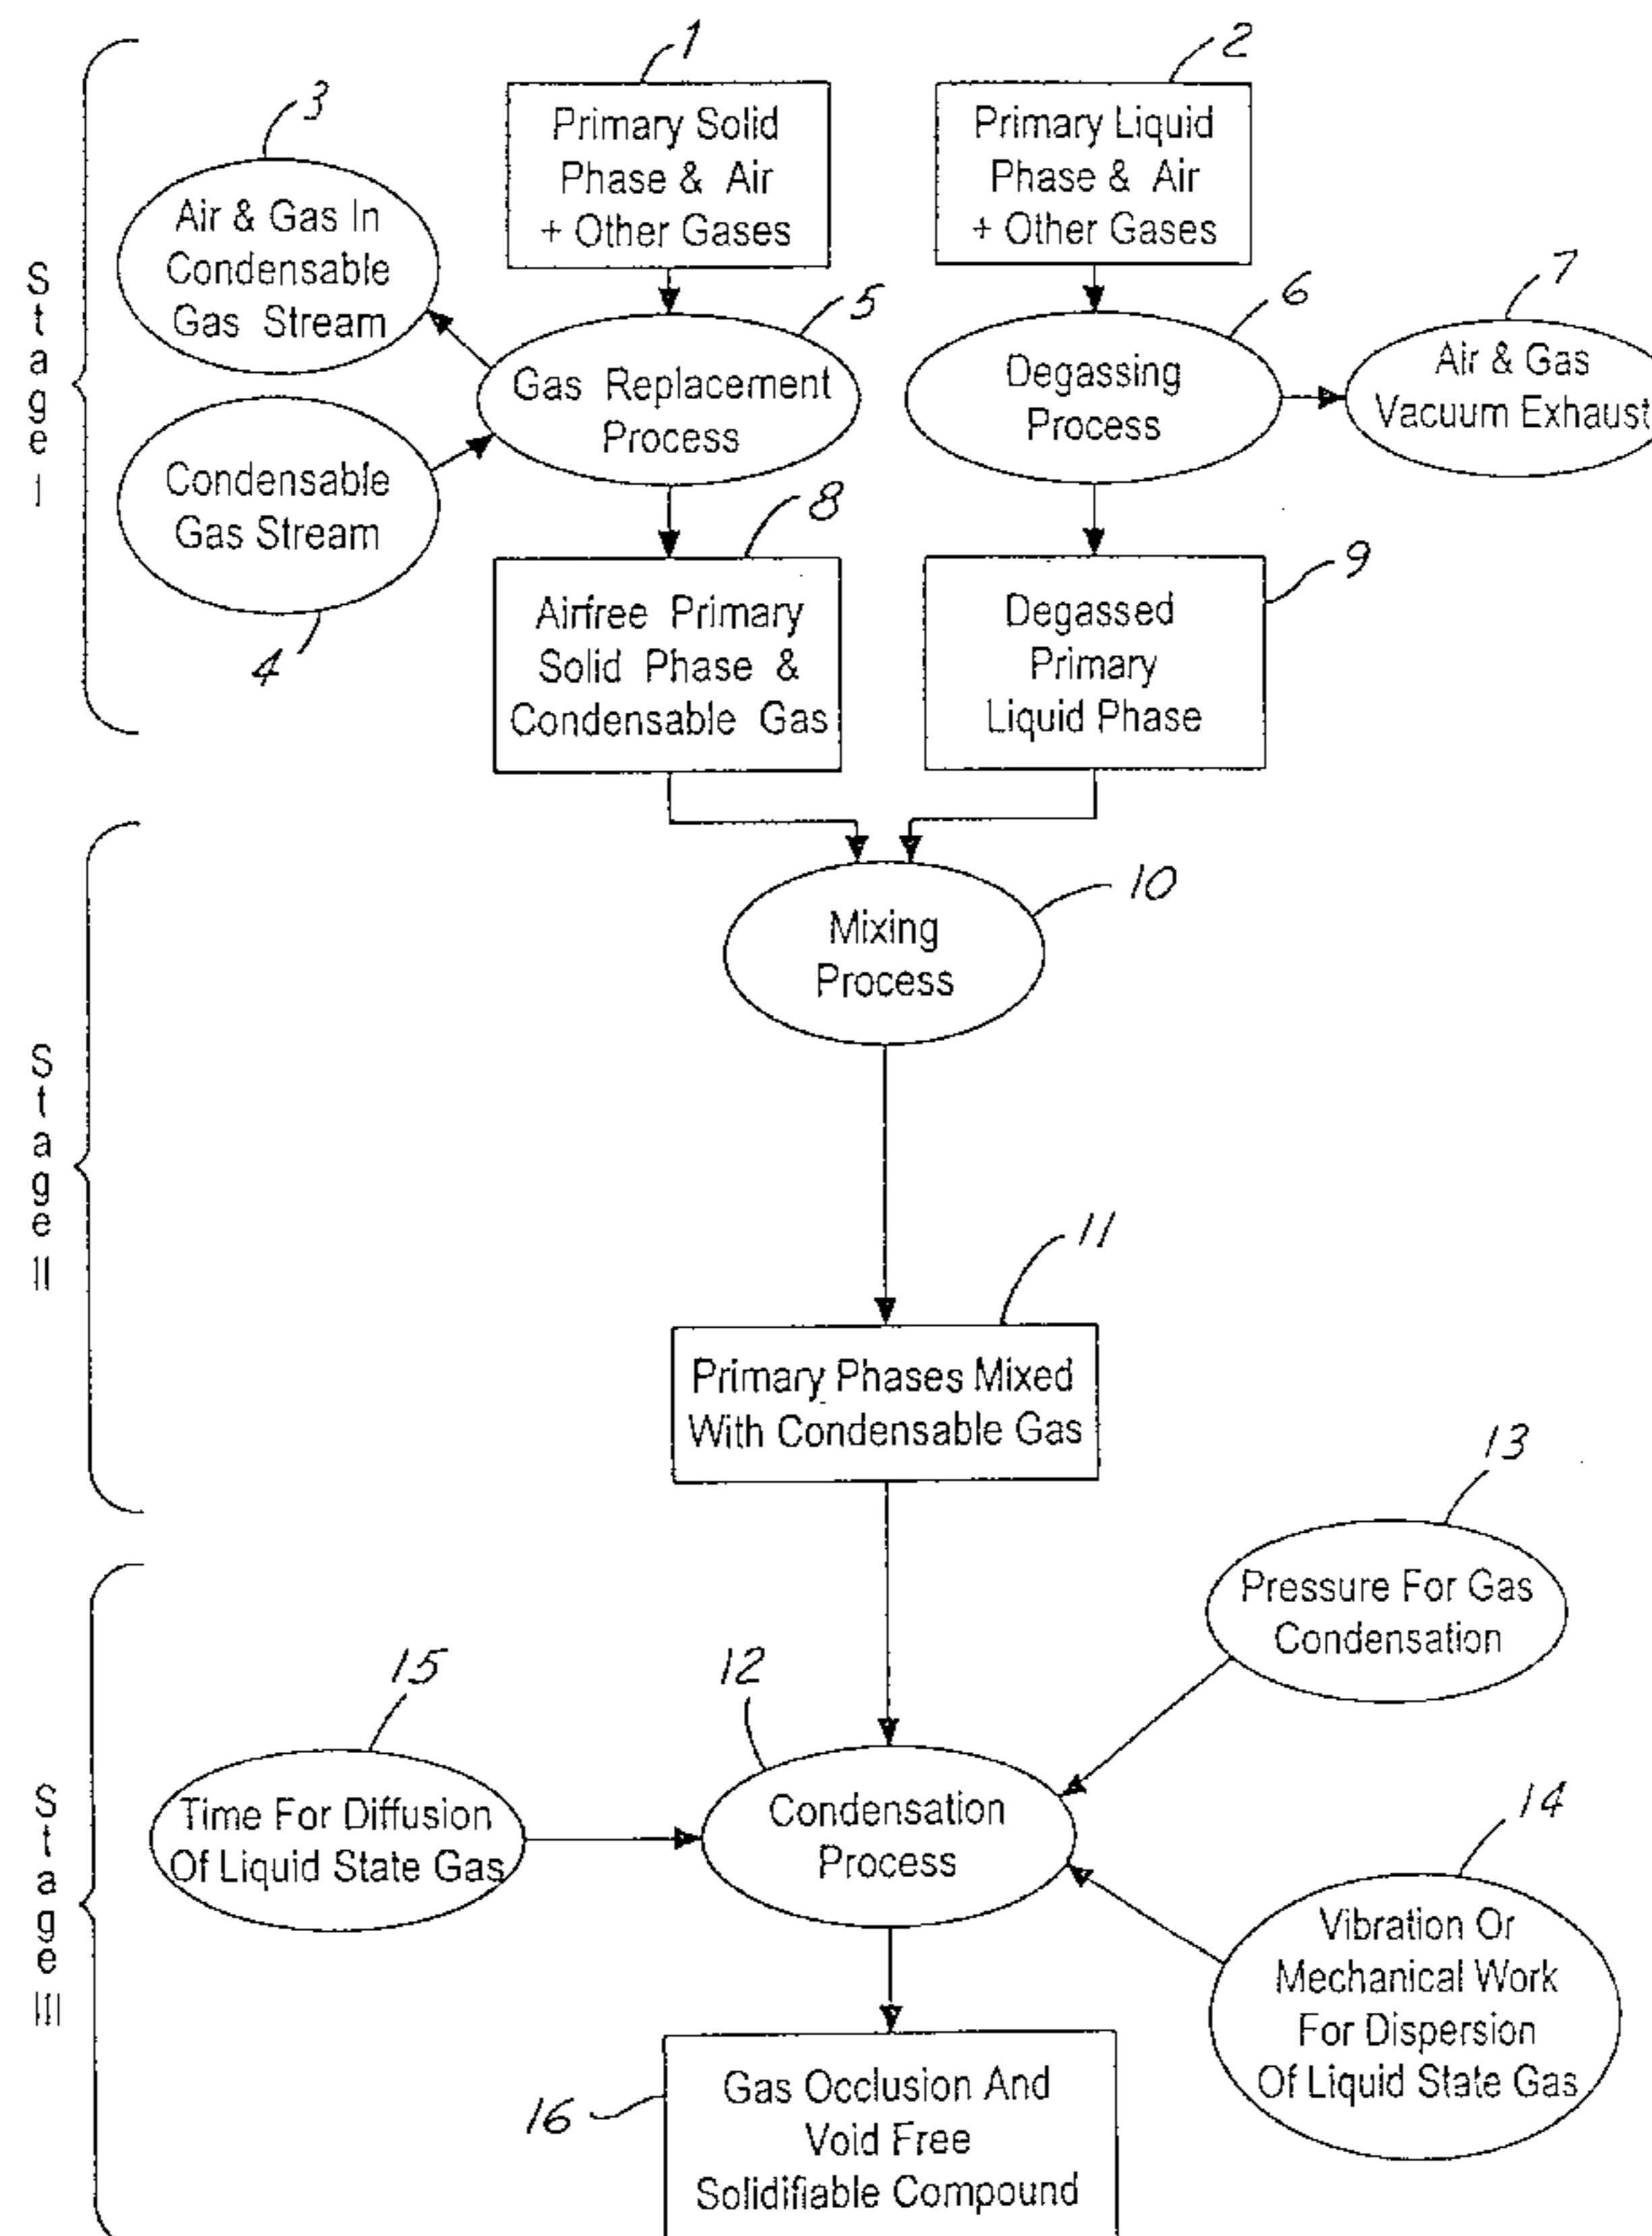 1
2
3
Primary Solid
Phase & Air
+ Other Gases
Primary Liquid
Phase & Air
+ Other Gases
Air & Gas In
Condensable
Gas Stream
5
6
7
Gas Replacement
Process
Degassing
Process
Air & Gas
Vacuum Exhaust
Condensable
Gas Stream
4
8
9
Airfree Primary
Solid Phase &
Condensable Gas
Degassed
Primary
Liquid Phase
Stage I
10
Mixing
Process
11
Primary Phases Mixed
With Condensable Gas
Stage II
13
Pressure For Gas
Condensation
15
12
14
Time For Diffusion
Of Liquid State Gas
Condensation
Process
Vibration Or
Mechanical Work
For Dispersion
Of Liquid State Gas
16
Gas Occlusion And
Void Free
Solidifiable Compound
Stage III